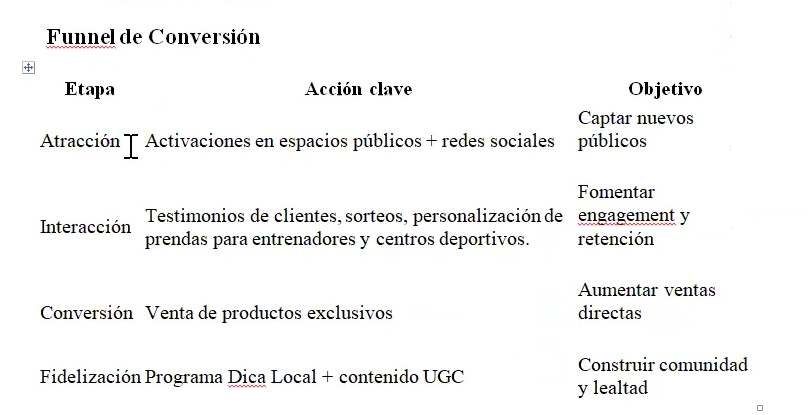 Funnel de Conversión
Etapa Acción clave Objetivo
Atracción Activaciones en espacios públicos + redes sociales Captar nuevos
públicos
Interacción Testimonios de clientes, sorteos, personalización de
prendas para entrenadores y centros deportivos. Fomentar
engagement y
retención
Conversión Venta de productos exclusivos Aumentar ventas
directas
Fidelización Programa Dica Local + contenido UGC Construir comunidad
y lealtad